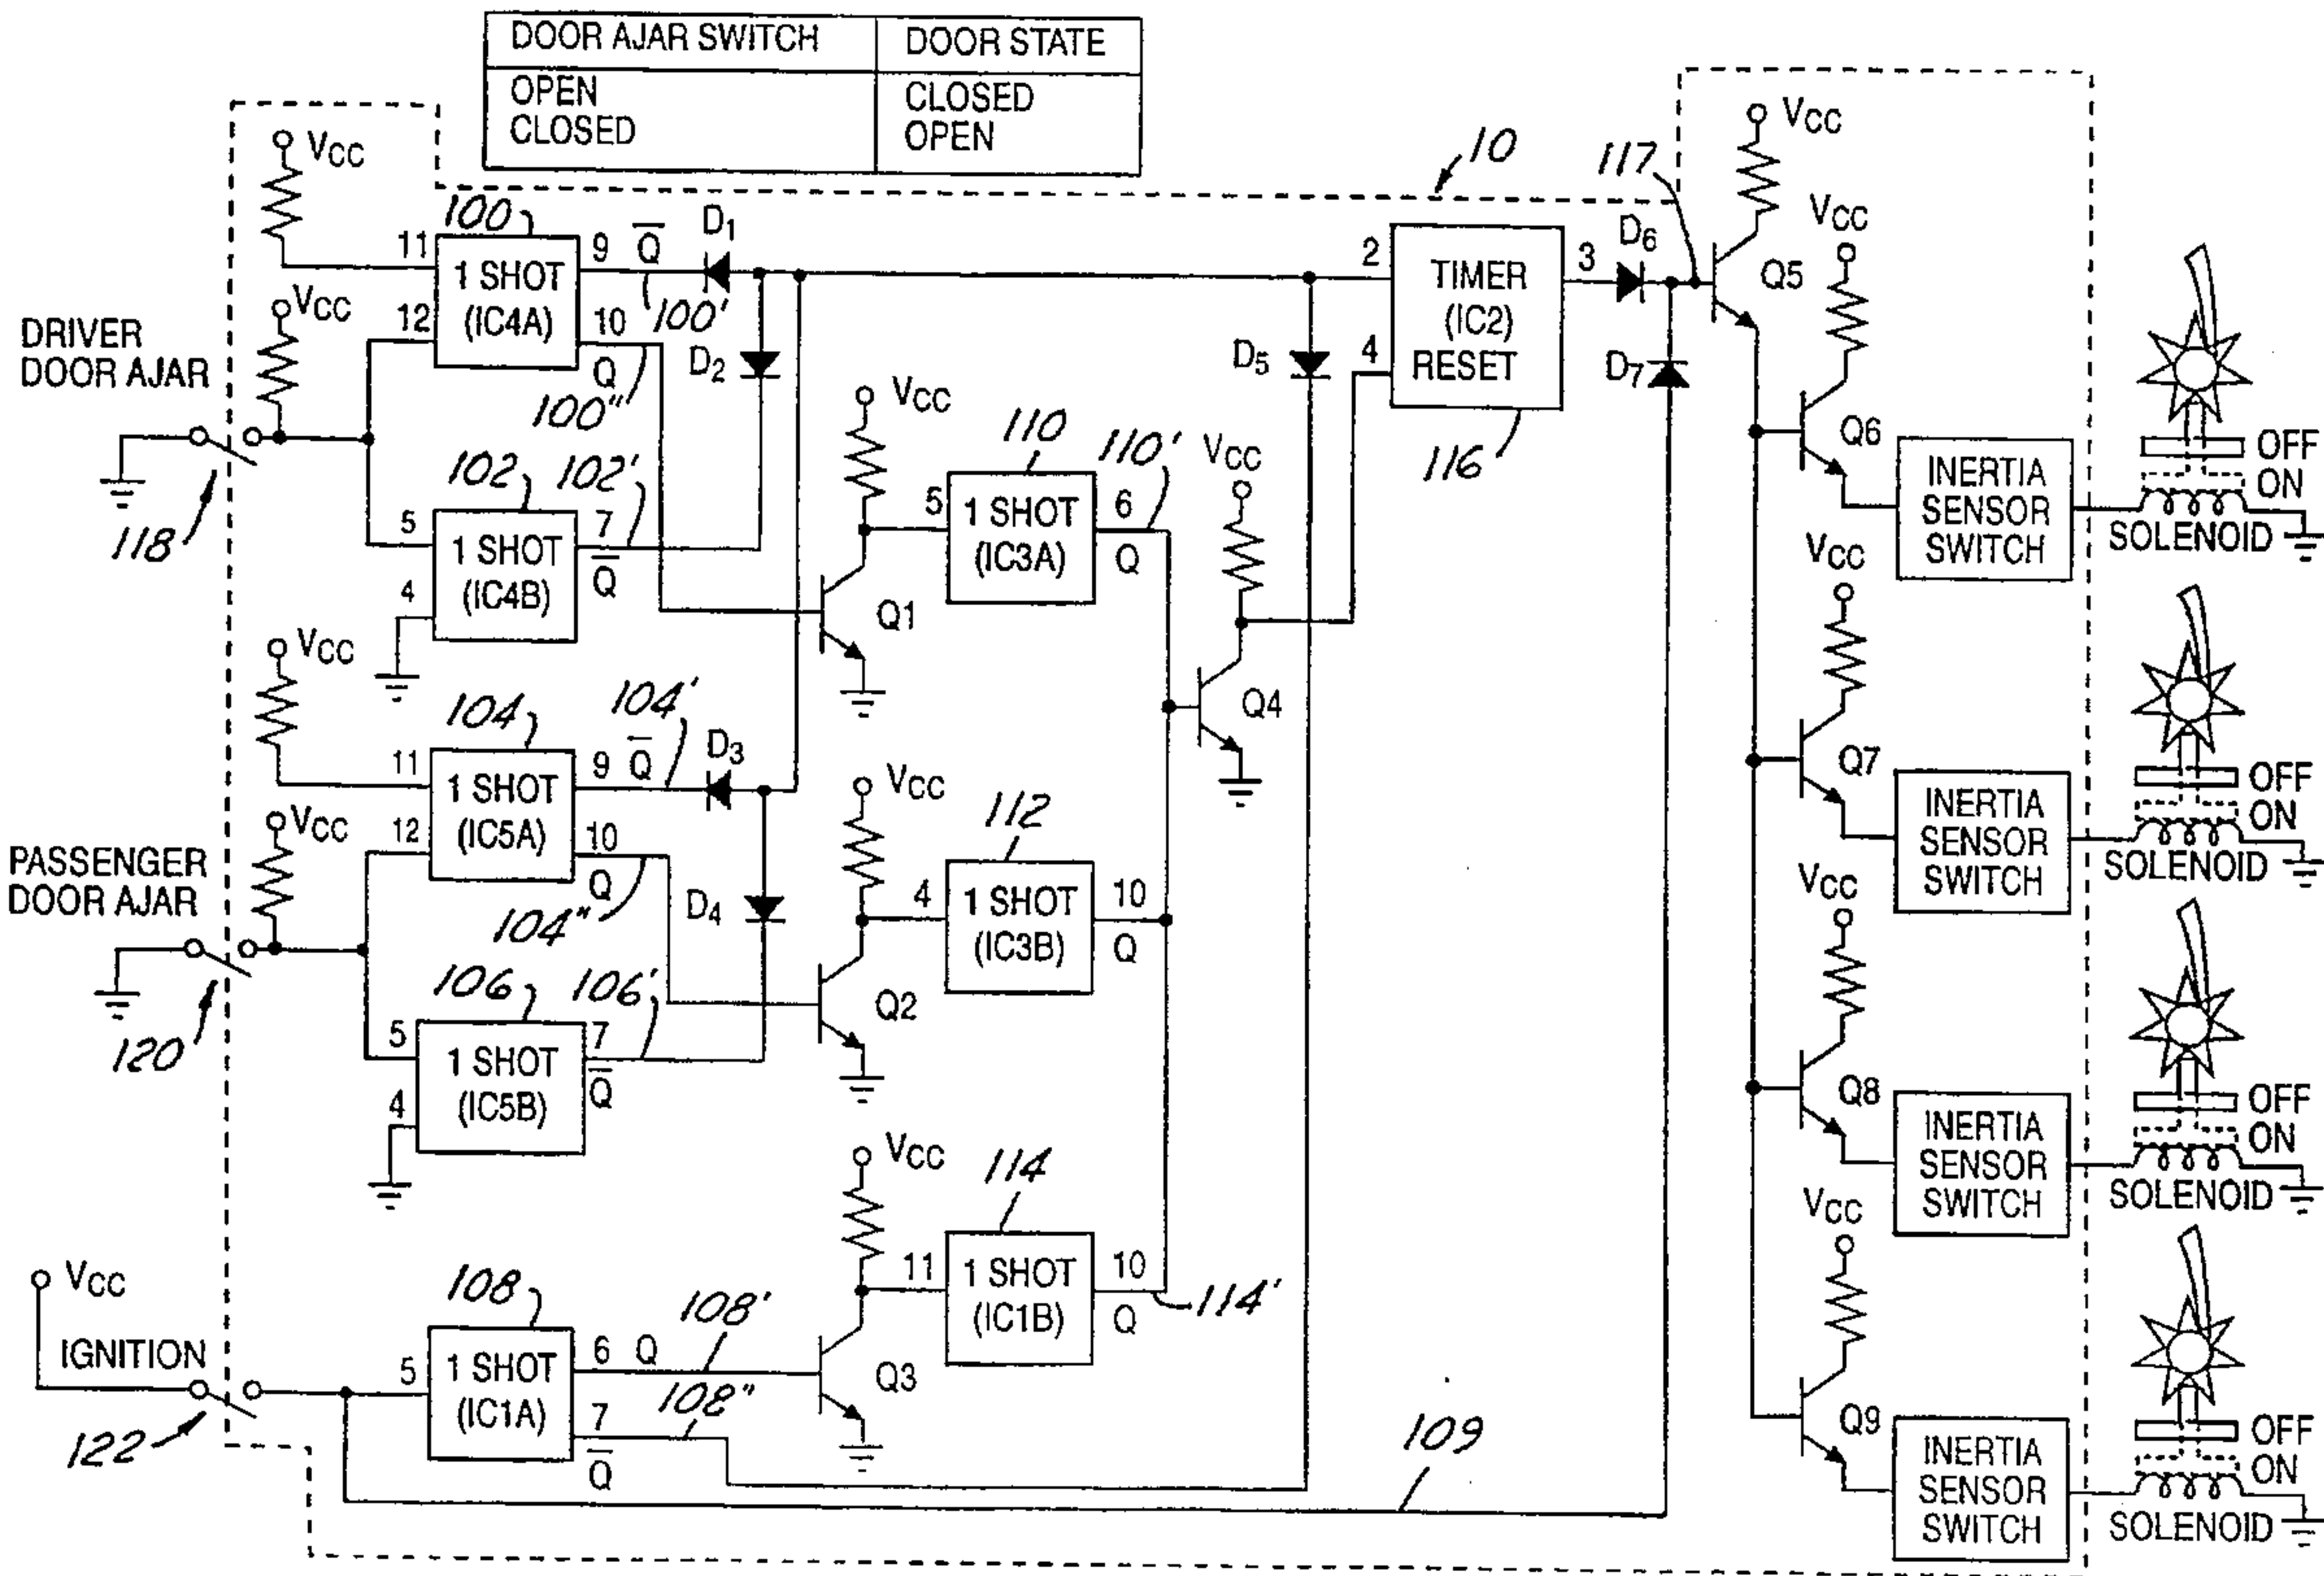 DOOR AJAR SWITCH DOOR STATE
OPEN CLOSED
CLOSED OPEN
10
117
VCC
VCC
VCC
100
11
1 SHOT
(IC4A)
12
9
Q̅
10
Q
D1
100'
100"
VCC
DRIVER
DOOR AJAR
118
D2
102
102'
5
1 SHOT
(IC4B)
4
7
Q̅
VCC
Q1
110
5
1 SHOT
(IC3A)
6
Q
110'
D5
2
TIMER
(IC2)
4
RESET
3
116
D6
D7
Q5
VCC
Q4
VCC
104
11
1 SHOT
(IC5A)
12
9
Q̅
10
Q
104'
104"
D3
VCC
PASSENGER
DOOR AJAR
120
D4
106
106'
5
1 SHOT
(IC5B)
4
7
Q̅
VCC
Q2
112
4
1 SHOT
(IC3B)
10
Q
VCC
IGNITION
122
108
5
1 SHOT
(IC1A)
6
Q
7
Q̅
108'
108"
VCC
Q3
114
11
1 SHOT
(IC1B)
10
Q
114'
109
Q6
INERTIA
SENSOR
SWITCH
OFF
ON
SOLENOID
VCC
Q7
INERTIA
SENSOR
SWITCH
OFF
ON
SOLENOID
VCC
Q8
INERTIA
SENSOR
SWITCH
OFF
ON
SOLENOID
VCC
Q9
INERTIA
SENSOR
SWITCH
OFF
ON
SOLENOID